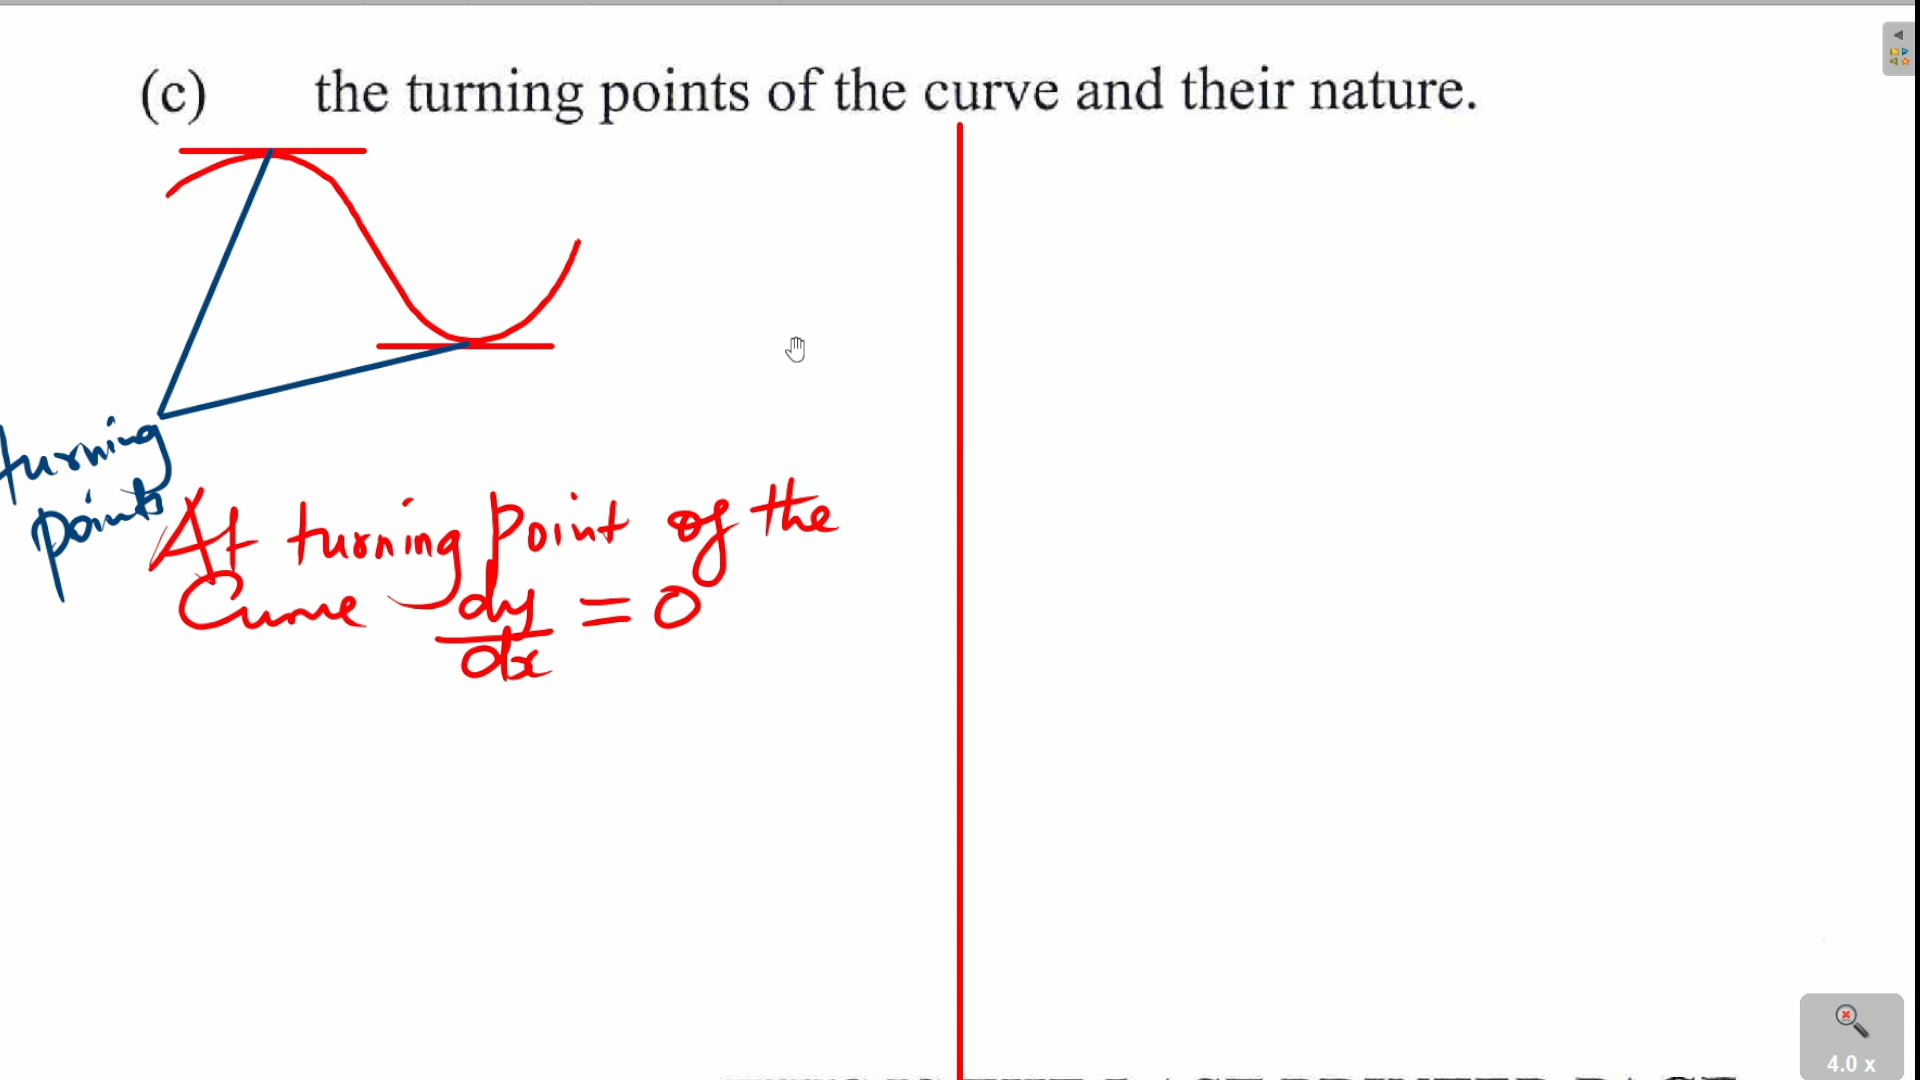 (c) the turning points of the curve and their nature.
turning
points
At turning point of the
Curve dy/dx = 0
4.0 x